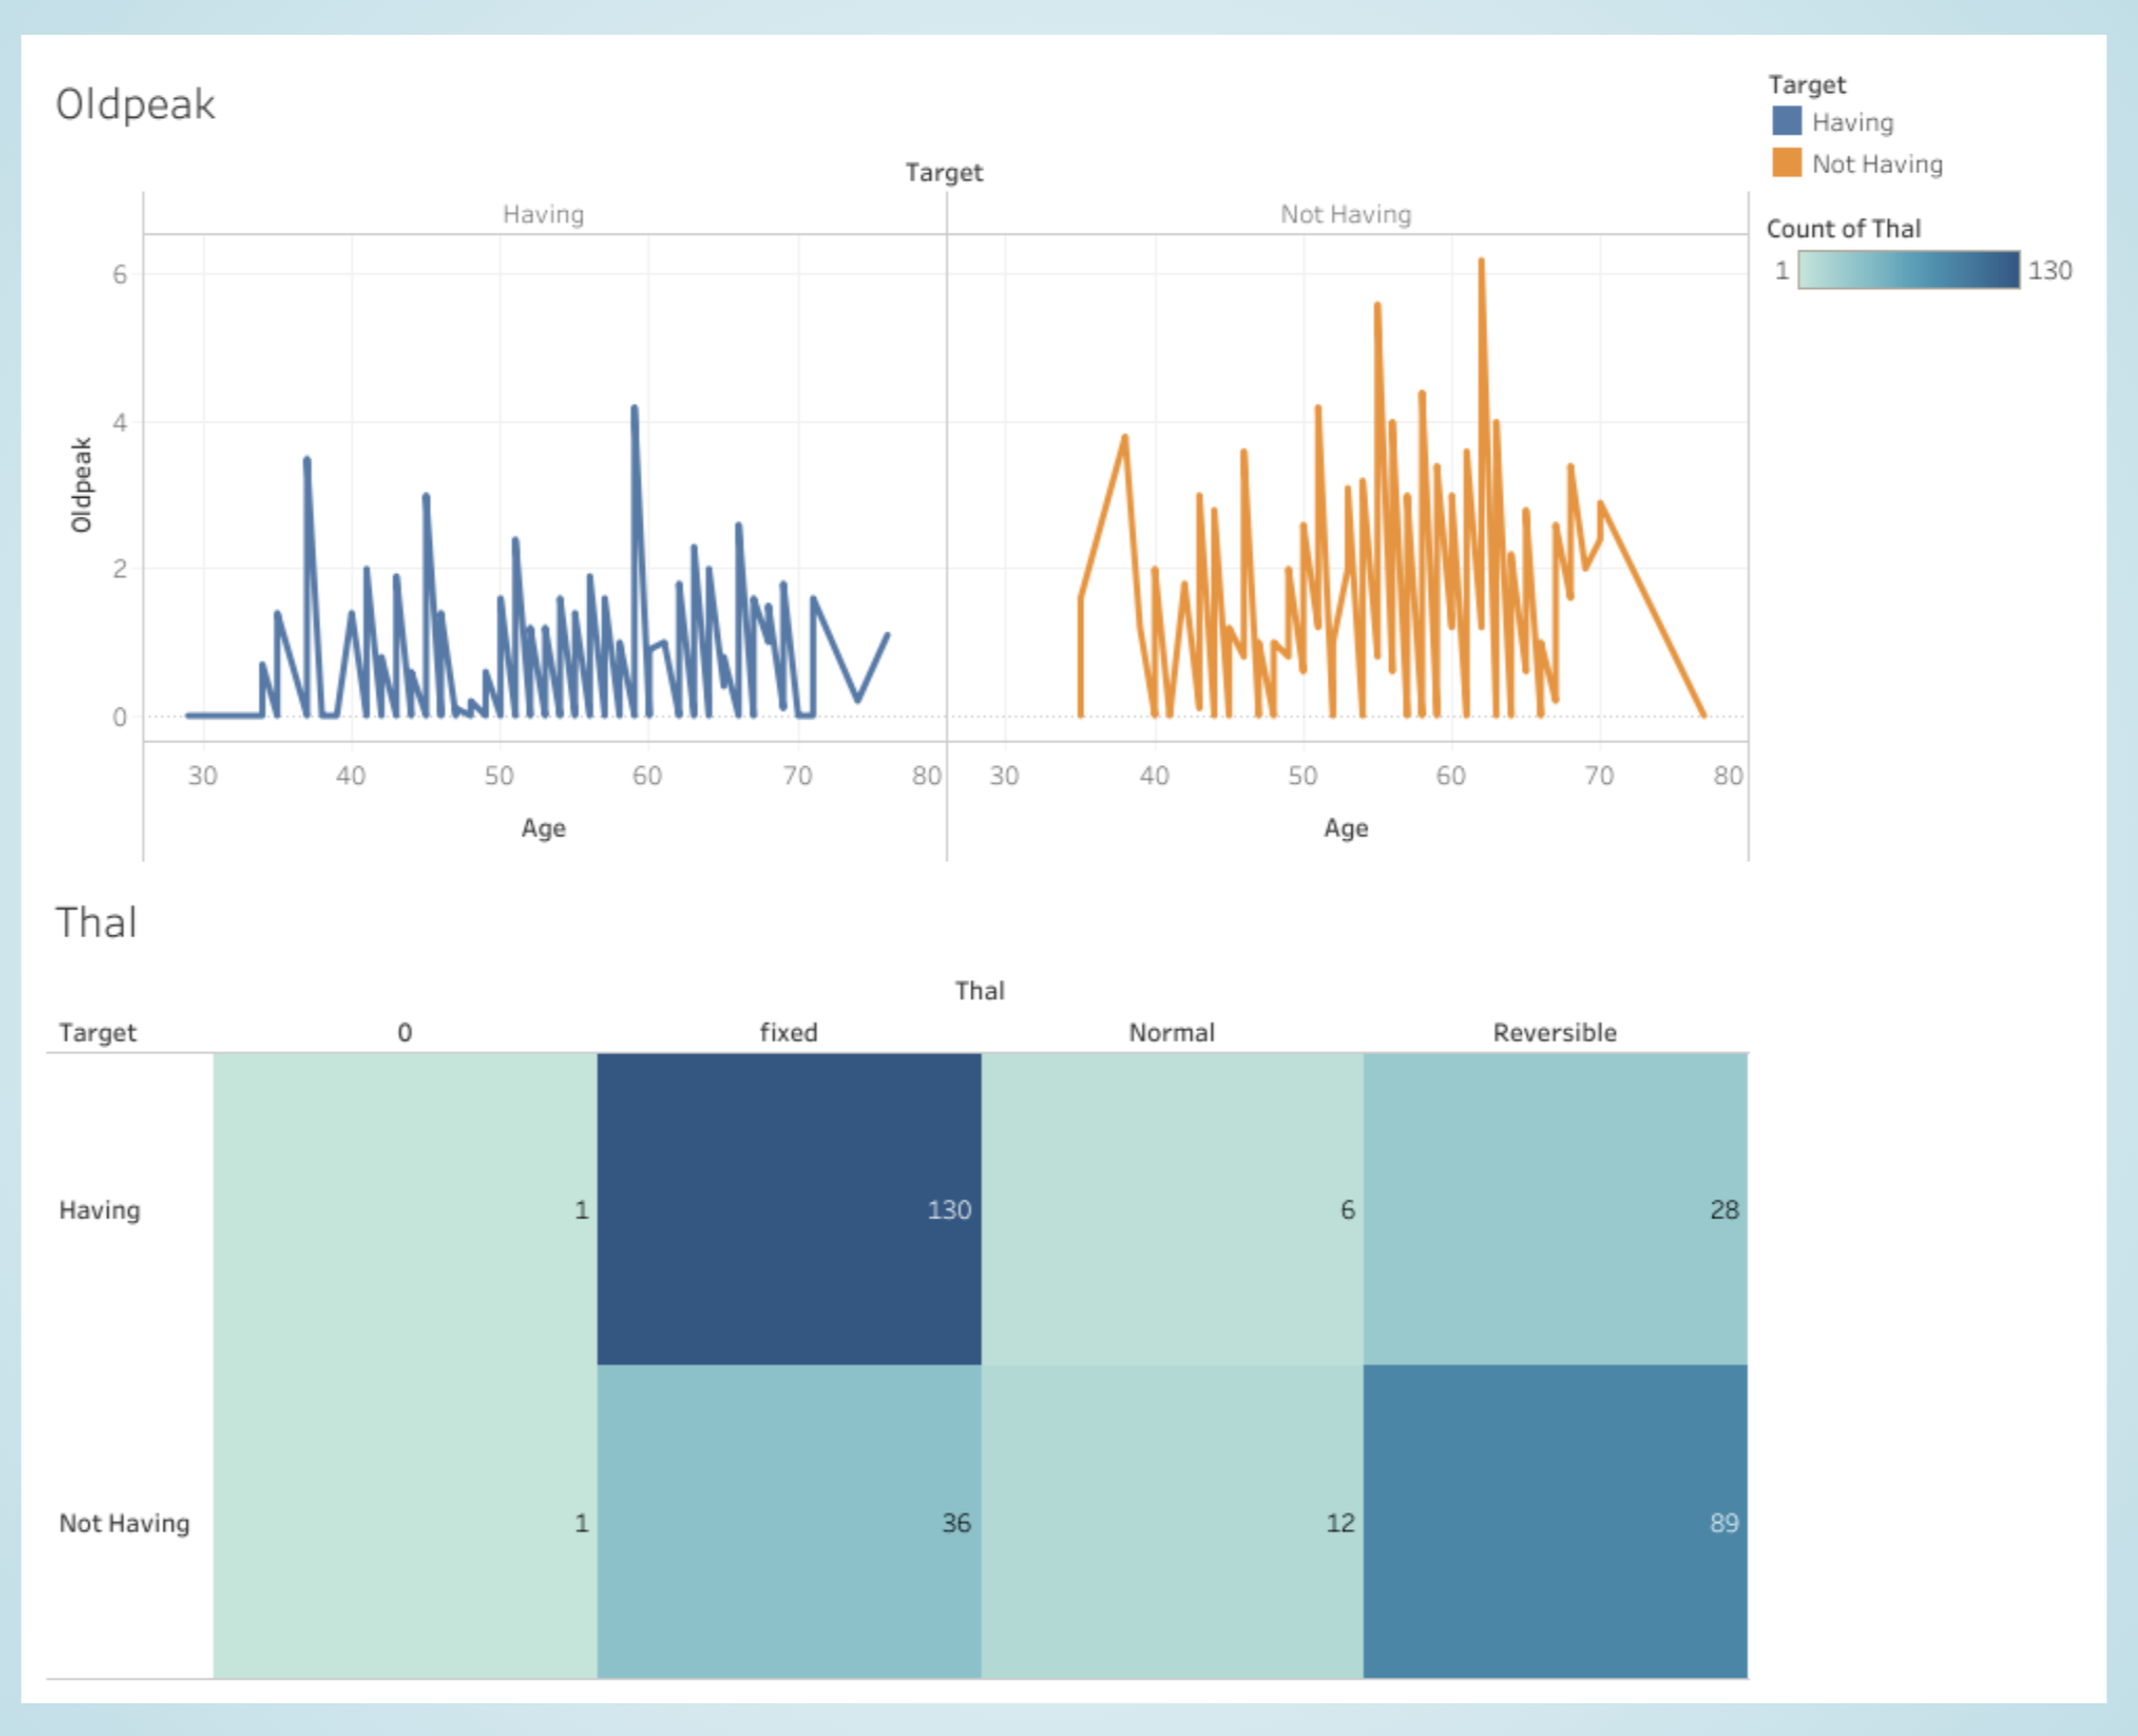 Oldpeak
Target
Having
Not Having
Count of Thal
1 130
Target
Having Not Having
6
4
2
0
Oldpeak
30 40 50 60 70 80 30 40 50 60 70 80
Age Age
Thal
Thal
Target 0 fixed Normal Reversible
Having 1 130 6 28
Not Having 1 36 12 89